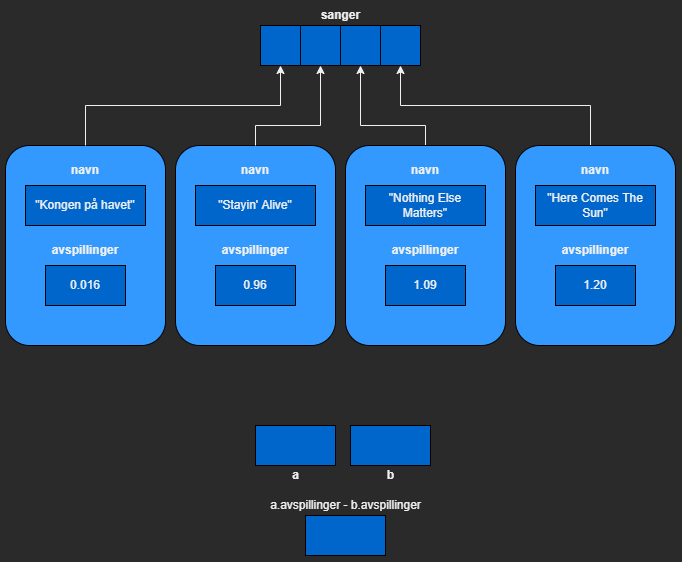 sanger
navn
"Kongen på havet"
avspillinger
0.016
navn
"Stayin' Alive"
avspillinger
0.96
navn
"Nothing Else
Matters"
avspillinger
1.09
navn
"Here Comes The
Sun"
avspillinger
1.20
a
b
a.avspillinger - b.avspillinger